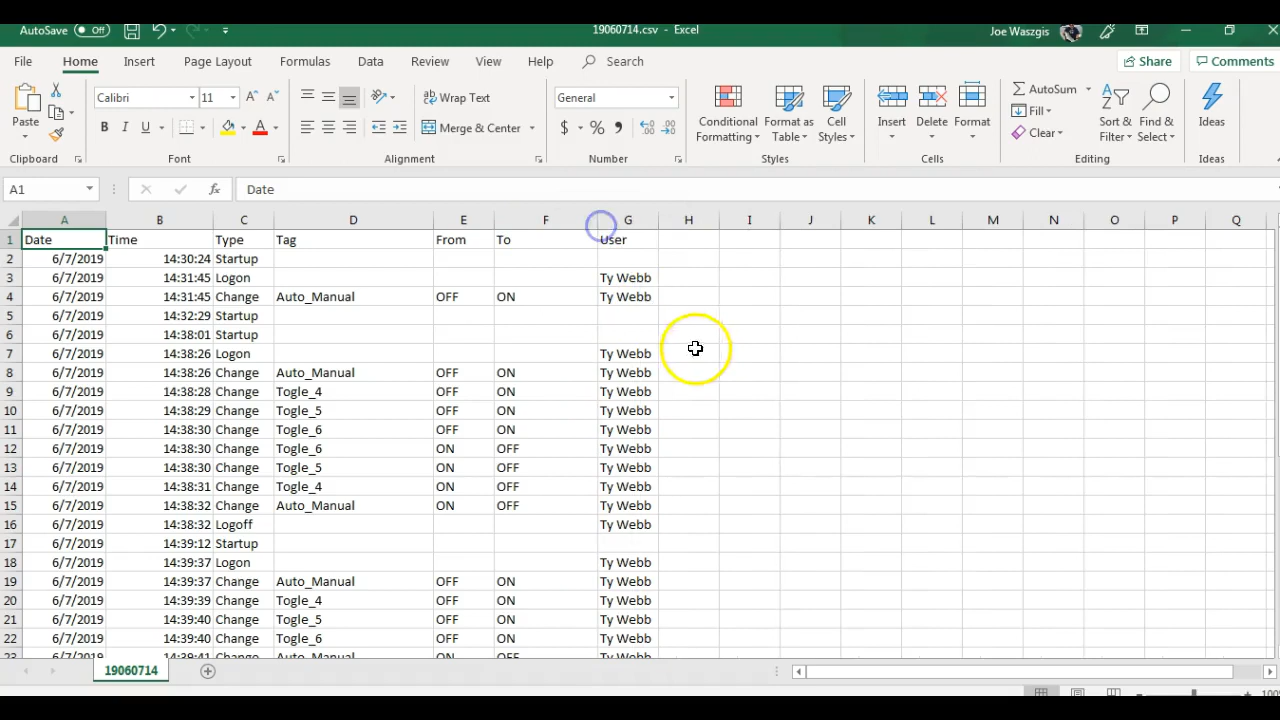 AutoSave Off 19060714.csv - Excel Joe Waszgis
File Home Insert Page Layout Formulas Data Review View Help Search Share Comments
Calibri 11 Wrap Text General AutoSum
Paste Conditional Formatting Format as Table Cell Styles Insert Delete Format Fill Sort & Filter Find & Select Ideas
B I U Merge & Center $ % Clear
Clipboard Font Alignment Number Styles Cells Editing Ideas
A1 fx Date
A B C D E F G H I J K L M N O P Q
1 Date Time Type Tag From To User
2 6/7/2019 14:30:24 Startup
3 6/7/2019 14:31:45 Logon Ty Webb
4 6/7/2019 14:31:45 Change Auto_Manual OFF ON Ty Webb
5 6/7/2019 14:32:29 Startup
6 6/7/2019 14:38:01 Startup
7 6/7/2019 14:38:26 Logon Ty Webb
8 6/7/2019 14:38:26 Change Auto_Manual OFF ON Ty Webb
9 6/7/2019 14:38:28 Change Togle_4 OFF ON Ty Webb
10 6/7/2019 14:38:29 Change Togle_5 OFF ON Ty Webb
11 6/7/2019 14:38:30 Change Togle_6 OFF ON Ty Webb
12 6/7/2019 14:38:30 Change Togle_6 ON OFF Ty Webb
13 6/7/2019 14:38:30 Change Togle_5 ON OFF Ty Webb
14 6/7/2019 14:38:31 Change Togle_4 ON OFF Ty Webb
15 6/7/2019 14:38:32 Change Auto_Manual ON OFF Ty Webb
16 6/7/2019 14:38:32 Logoff Ty Webb
17 6/7/2019 14:39:12 Startup
18 6/7/2019 14:39:37 Logon Ty Webb
19 6/7/2019 14:39:37 Change Auto_Manual OFF ON Ty Webb
20 6/7/2019 14:39:39 Change Togle_4 OFF ON Ty Webb
21 6/7/2019 14:39:40 Change Togle_5 OFF ON Ty Webb
22 6/7/2019 14:39:40 Change Togle_6 OFF ON Ty Webb
23 6/7/2019 14:39:41 Change Auto_Manual ON OFF Ty Webb
19060714